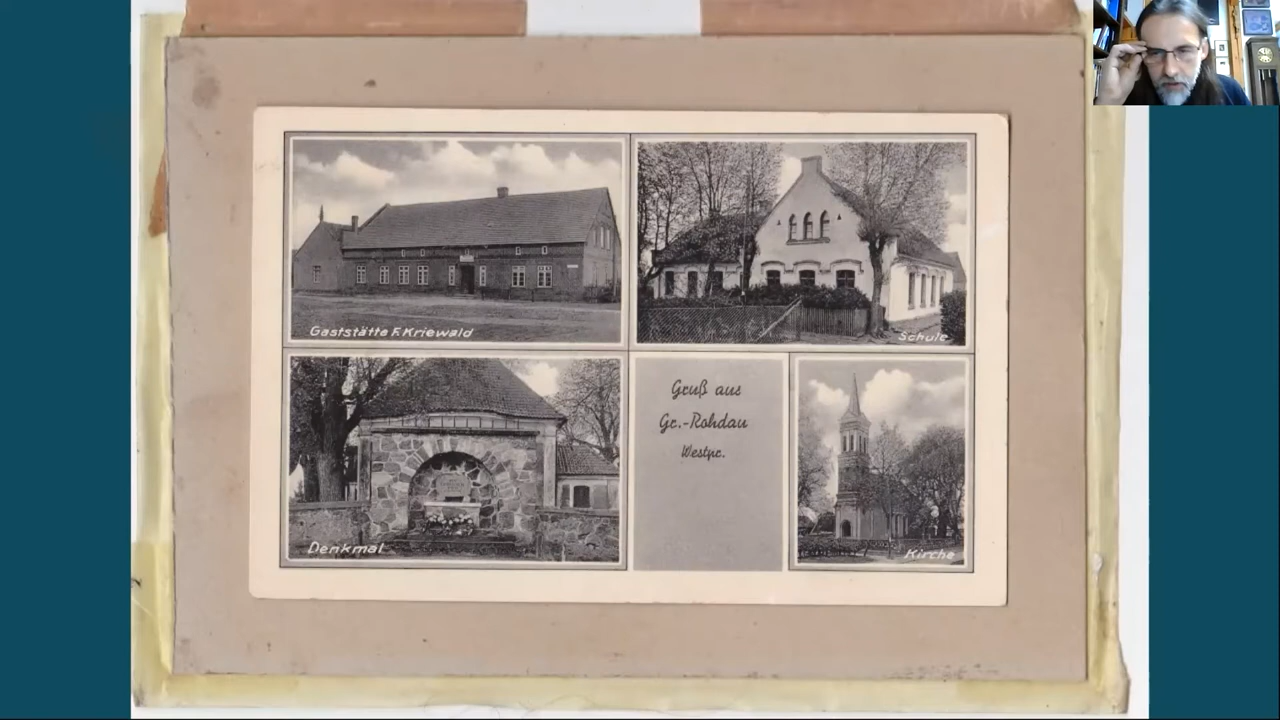 Gaststätte F. Kriewald
Schule
Denkmal
Gruß aus
Gr.-Rohdau
Westpr.
Kirche